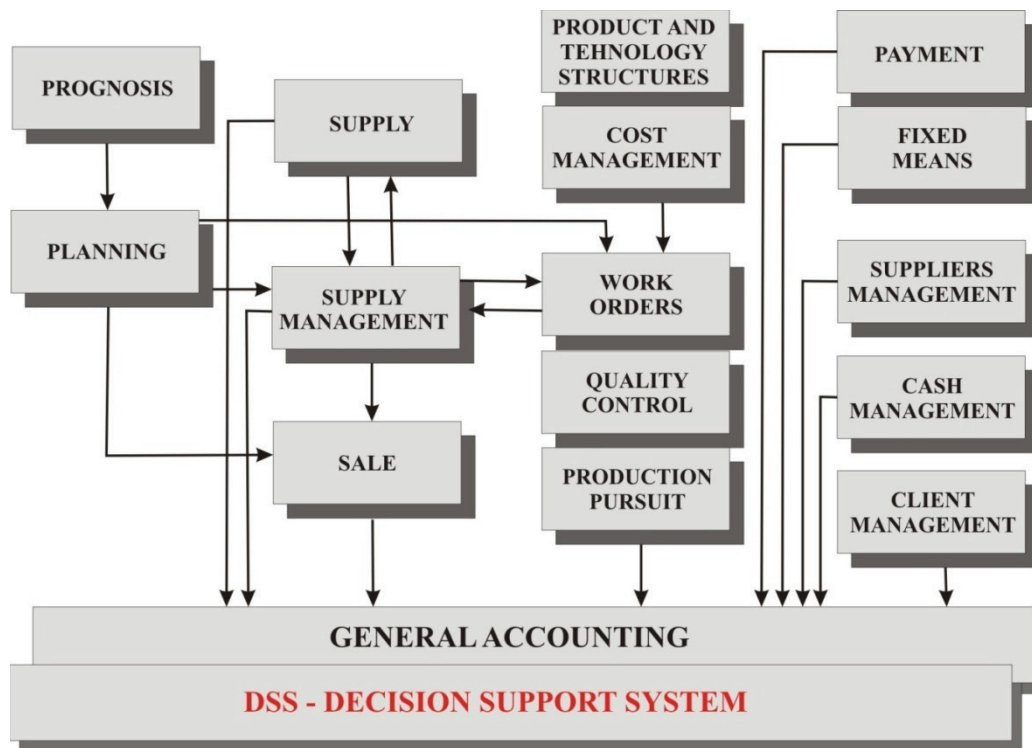 PROGNOSIS
SUPPLY
PRODUCT AND
TEHNOLOGY
STRUCTURES
PAYMENT
COST
MANAGEMENT
FIXED
MEANS
PLANNING
SUPPLY
MANAGEMENT
WORK
ORDERS
SUPPLIERS
MANAGEMENT
QUALITY
CONTROL
CASH
MANAGEMENT
SALE
PRODUCTION
PURSUIT
CLIENT
MANAGEMENT
GENERAL ACCOUNTING
DSS - DECISION SUPPORT SYSTEM